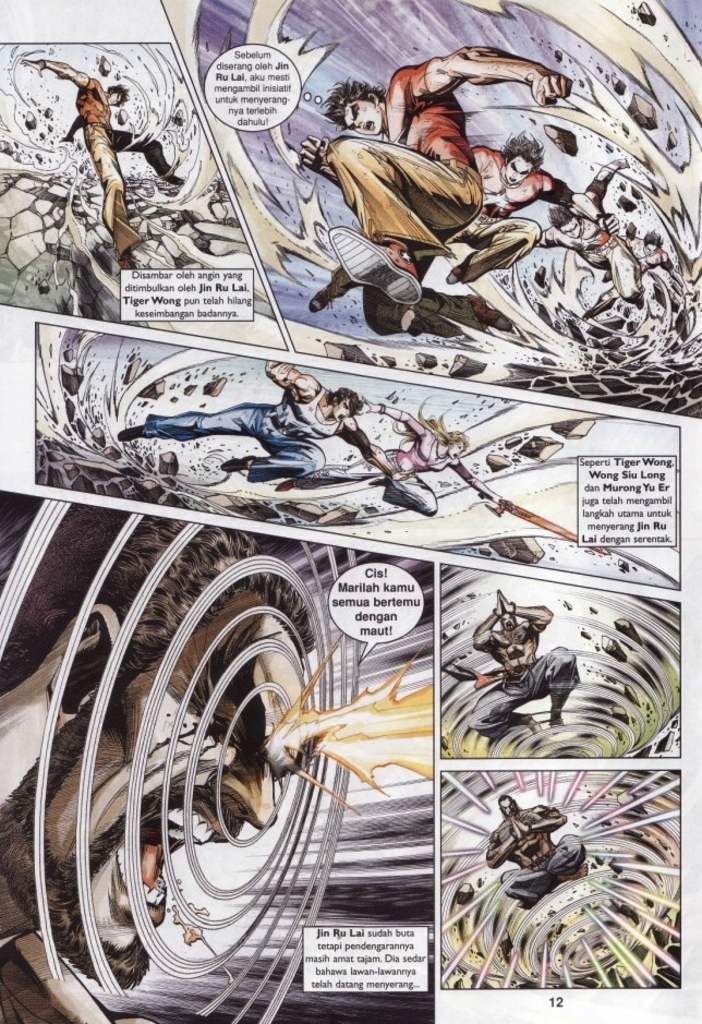 Disambar oleh angin yang
ditimbulkan oleh Jin Ru Lai,
Tiger Wong pun telah hilang
keseimbangan badannya.
Sebelum
diserang oleh Jin
Ru Lai, aku mesti
mengambil inisiatif
untuk menyerang-
nya terlebih
dahulu!
Seperti Tiger Wong,
Wong Siu Long
dan Murong Yu Er
juga telah mengambil
langkah utama untuk
menyerang Jin Ru
Lai dengan serentak.
Cis!
Marilah kamu
semua bertemu
dengan
maut!
Jin Ru Lai sudah buta
tetapi pendengarannya
masih amat tajam. Dia sedar
bahawa lawan-lawannya
telah datang menyerang...
12